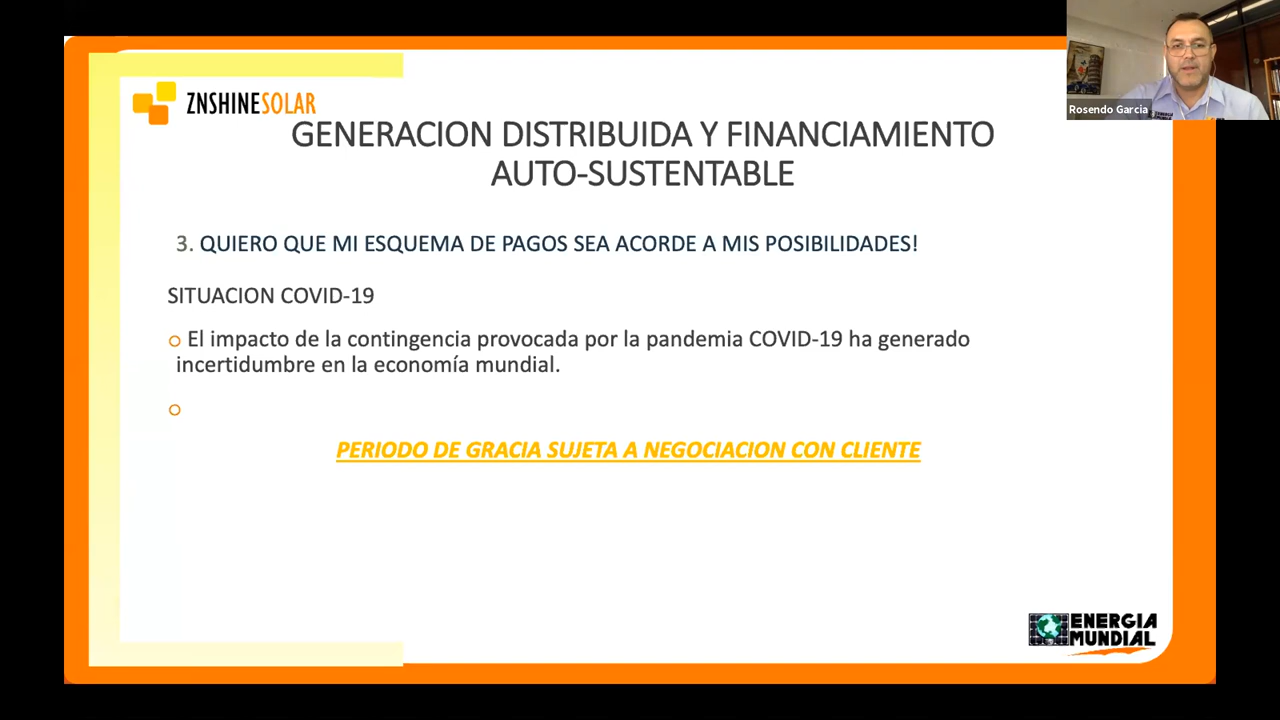 ZNSHINESOLAR
Rosendo Garcia
GENERACION DISTRIBUIDA Y FINANCIAMIENTO
AUTO-SUSTENTABLE
3. QUIERO QUE MI ESQUEMA DE PAGOS SEA ACORDE A MIS POSIBILIDADES!
SITUACION COVID-19
El impacto de la contingencia provocada por la pandemia COVID-19 ha generado
incertidumbre en la economía mundial.
PERIODO DE GRACIA SUJETA A NEGOCIACION CON CLIENTE
ENERGIA
MUNDIAL